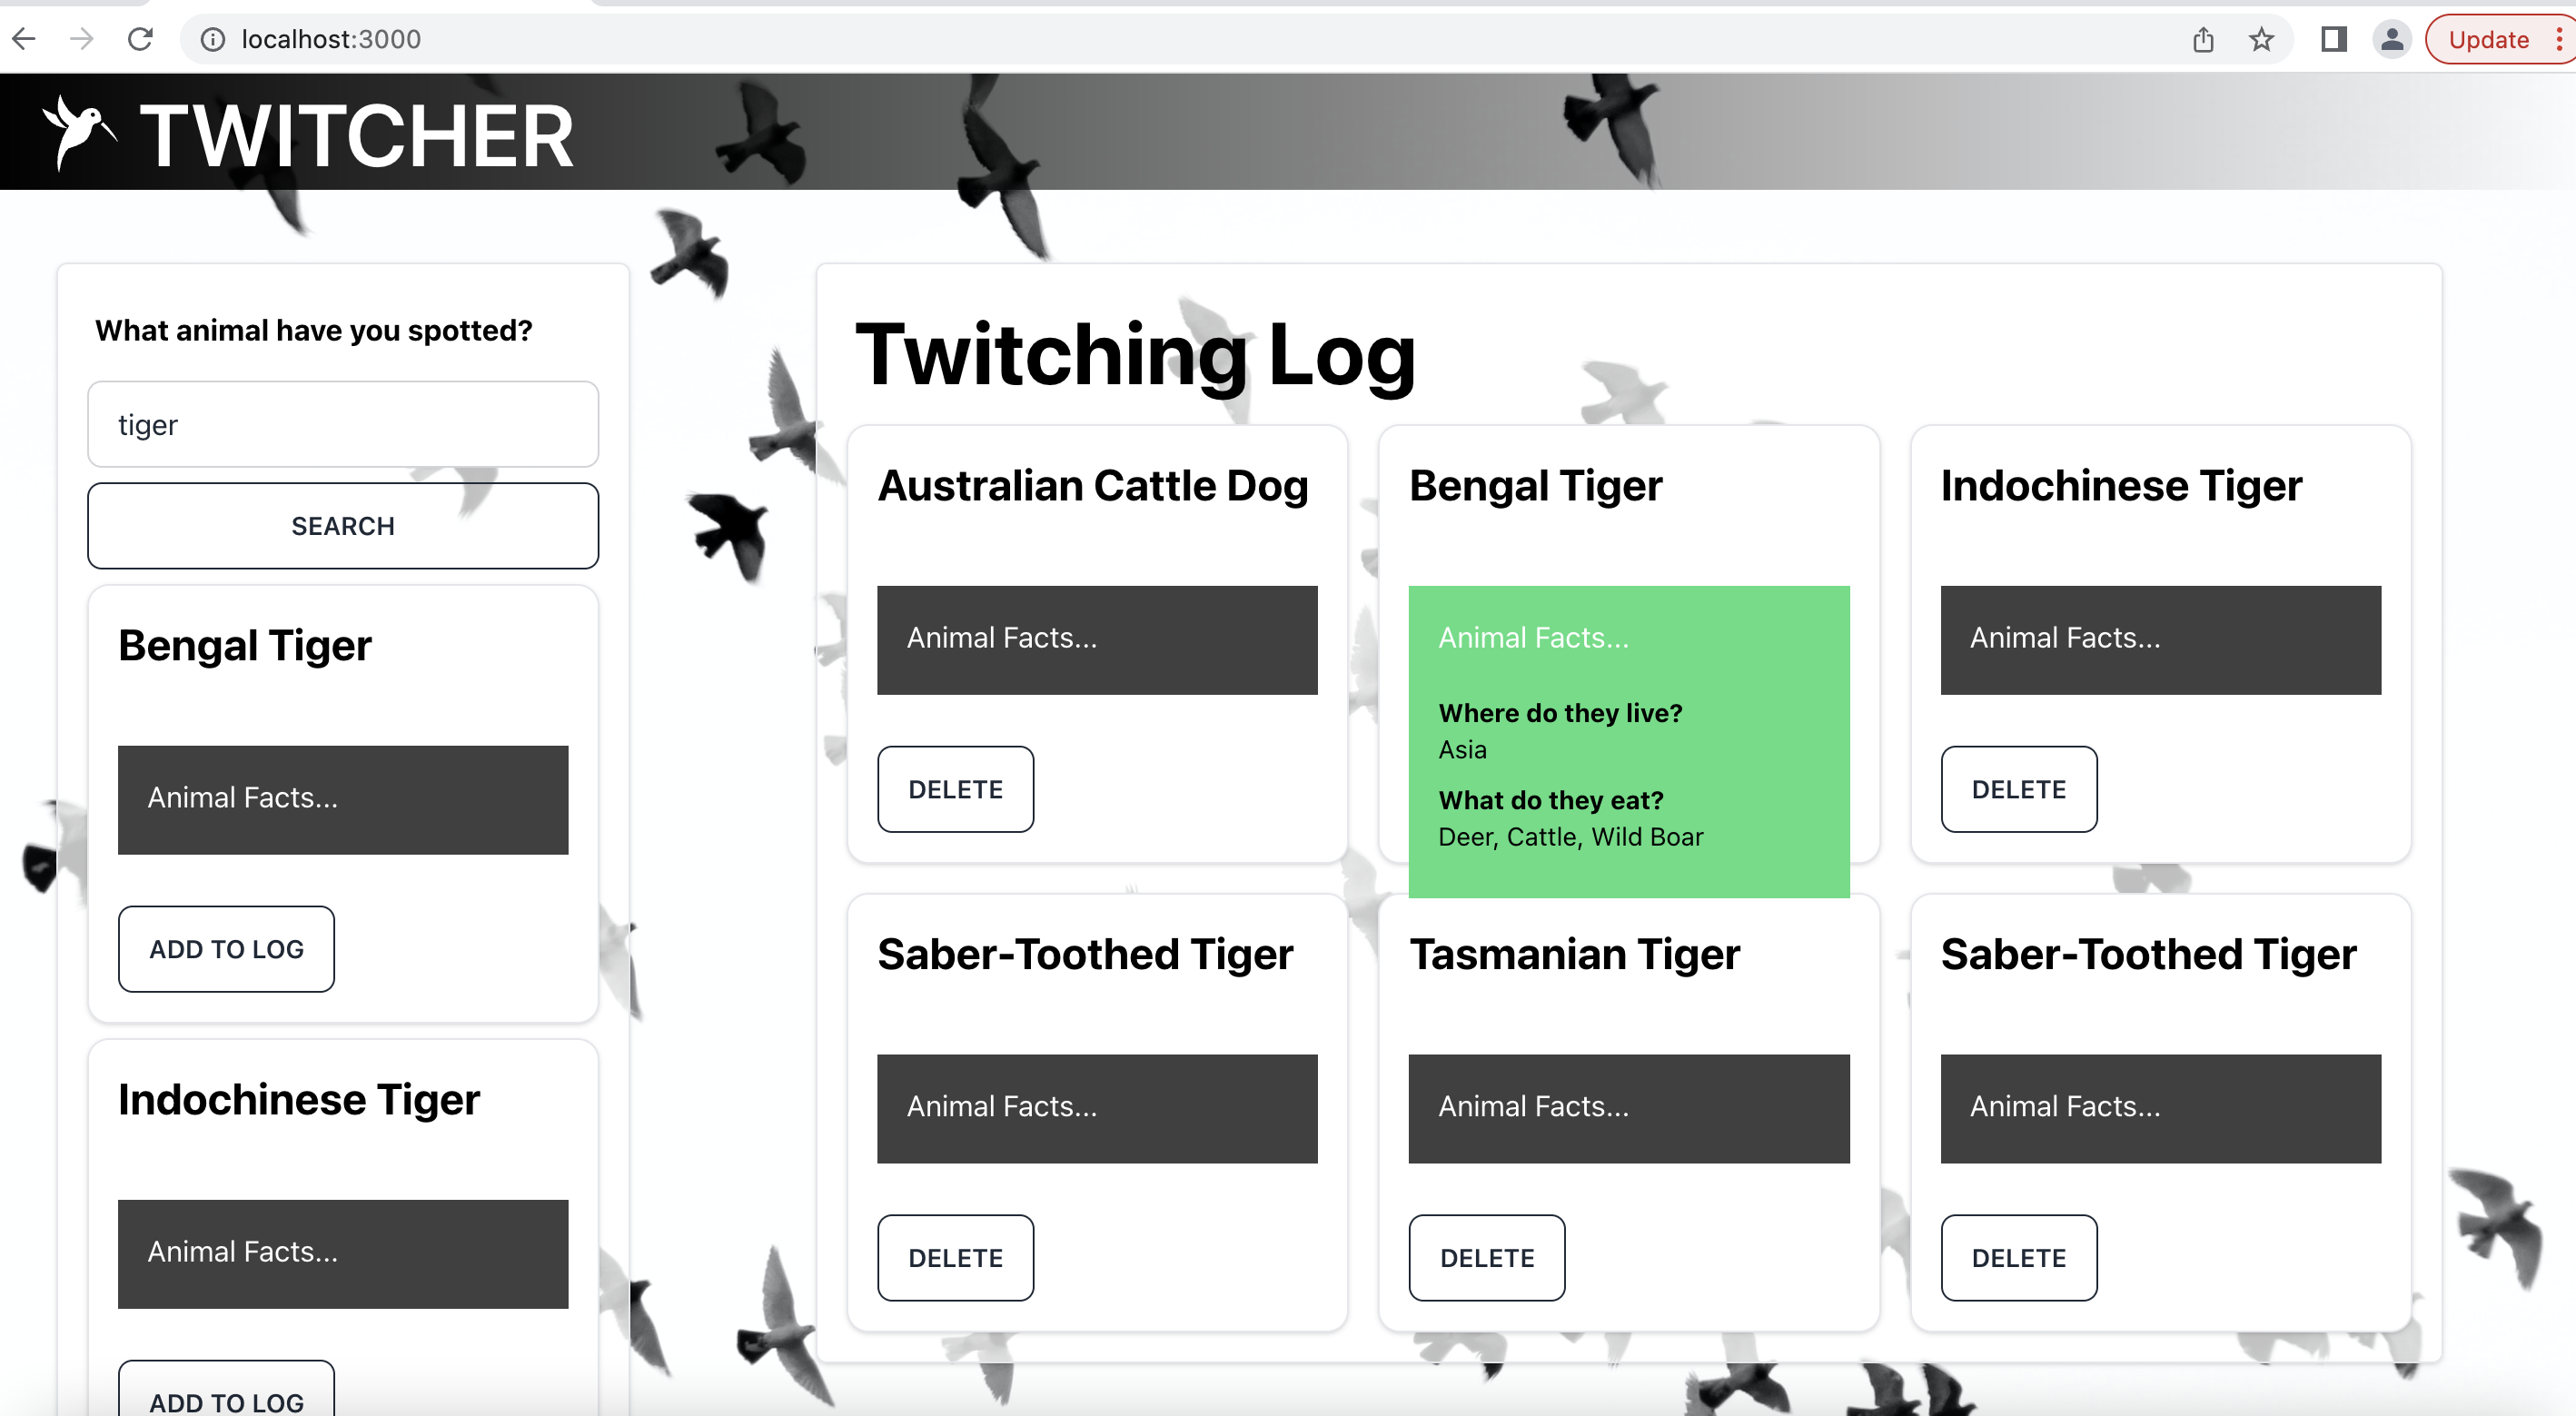 localhost:3000
Update
TWITCHER
What animal have you spotted?
tiger
SEARCH
Bengal Tiger
Animal Facts...
ADD TO LOG
Indochinese Tiger
Animal Facts...
ADD TO LOG
Twitching Log
Australian Cattle Dog
Animal Facts...
DELETE
Bengal Tiger
Animal Facts...
Where do they live?
Asia
What do they eat?
Deer, Cattle, Wild Boar
Indochinese Tiger
Animal Facts...
DELETE
Saber-Toothed Tiger
Animal Facts...
DELETE
Tasmanian Tiger
Animal Facts...
DELETE
Saber-Toothed Tiger
Animal Facts...
DELETE